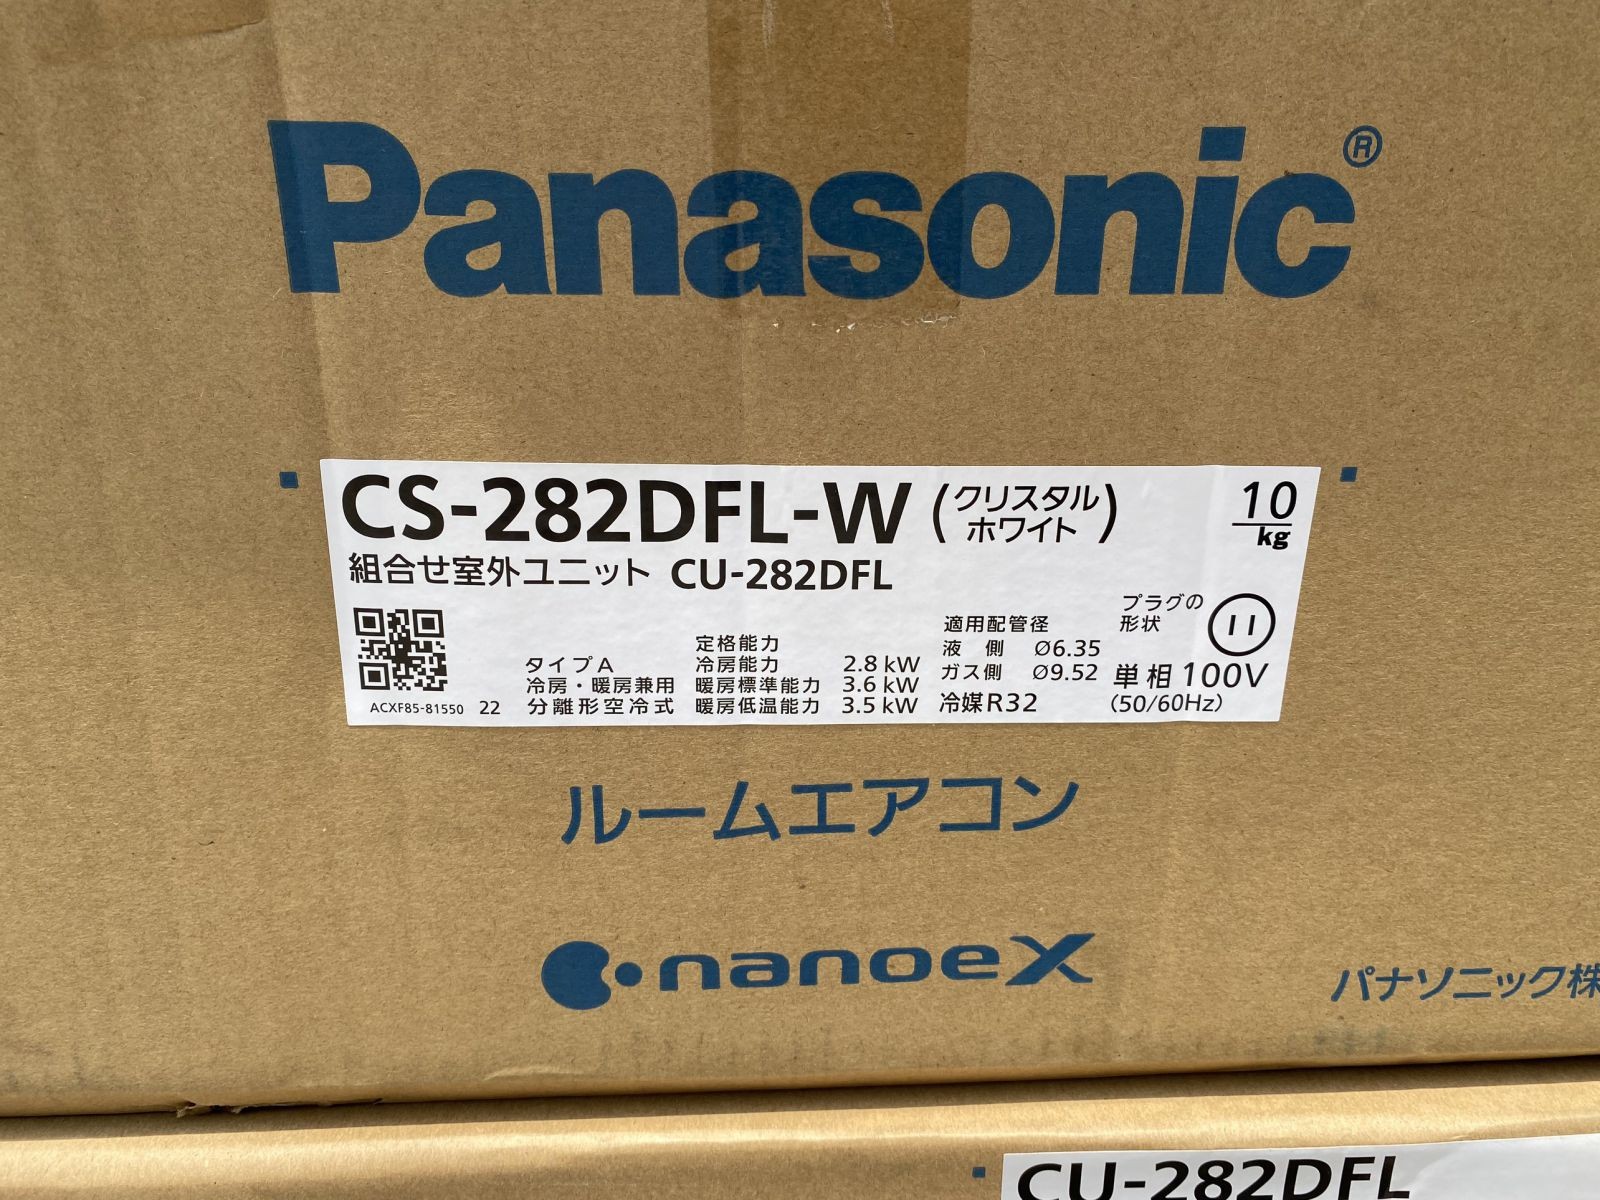 Panasonic®
CS-282DFL-W (クリスタルホワイト)
10 kg
組合せ室外ユニット CU-282DFL
ACXF85-81550 22
タイプA
冷房・暖房兼用
分離形空冷式
定格能力
冷房能力 2.8 kW
暖房標準能力 3.6 kW
暖房低温能力 3.5 kW
適用配管径
液側 Ø6.35
ガス側 Ø9.52
冷媒R32
プラグの
形状
単相100V
(50/60Hz)
ルームエアコン
nanoeX
パナソニック株
CU-282DFL